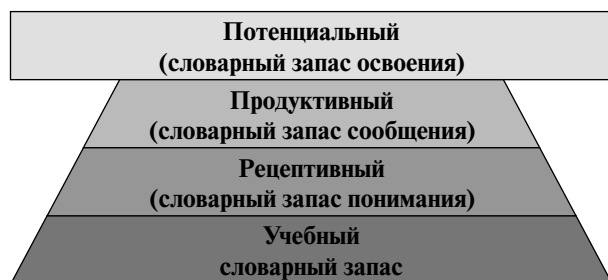 Потенциальный
(словарный запас освоения)
Продуктивный
(словарный запас сообщения)
Рецептивный
(словарный запас понимания)
Учебный
словарный запас